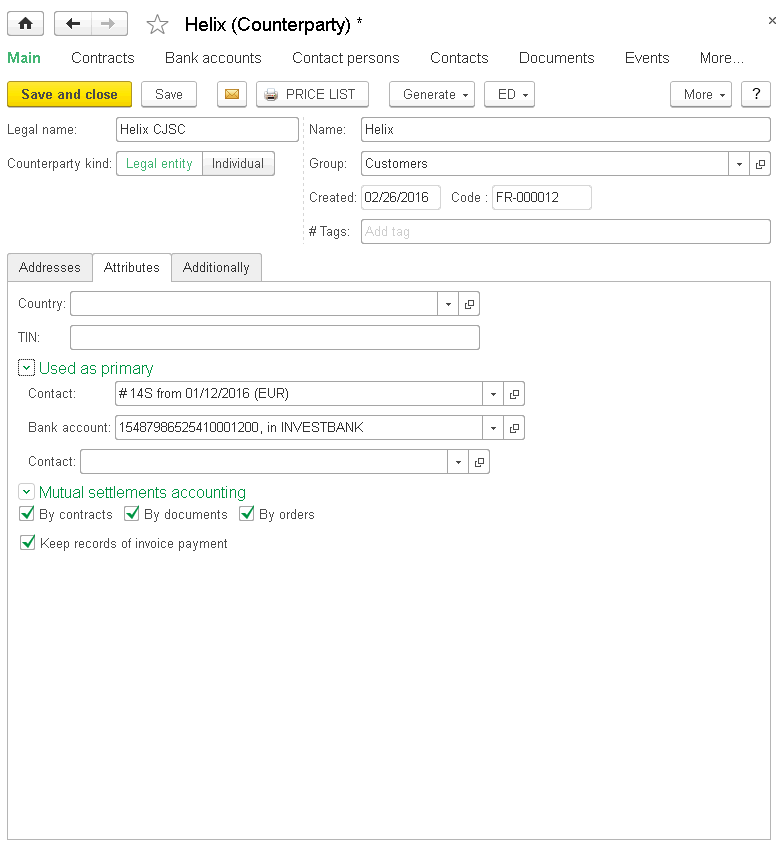 Helix (Counterparty) *
Main Contracts Bank accounts Contact persons Contacts Documents Events More...
Save and close Save PRICE LIST Generate ED More ?
Legal name: Helix CJSC Name: Helix
Counterparty kind: Legal entity Individual Group: Customers
Created: 02/26/2016 Code : FR-000012
# Tags: Add tag
Addresses Attributes Additionally
Country:
TIN:
Used as primary
Contact: # 14S from 01/12/2016 (EUR)
Bank account: 15487986525410001200, in INVESTBANK
Contact:
Mutual settlements accounting
By contracts By documents By orders
Keep records of invoice payment